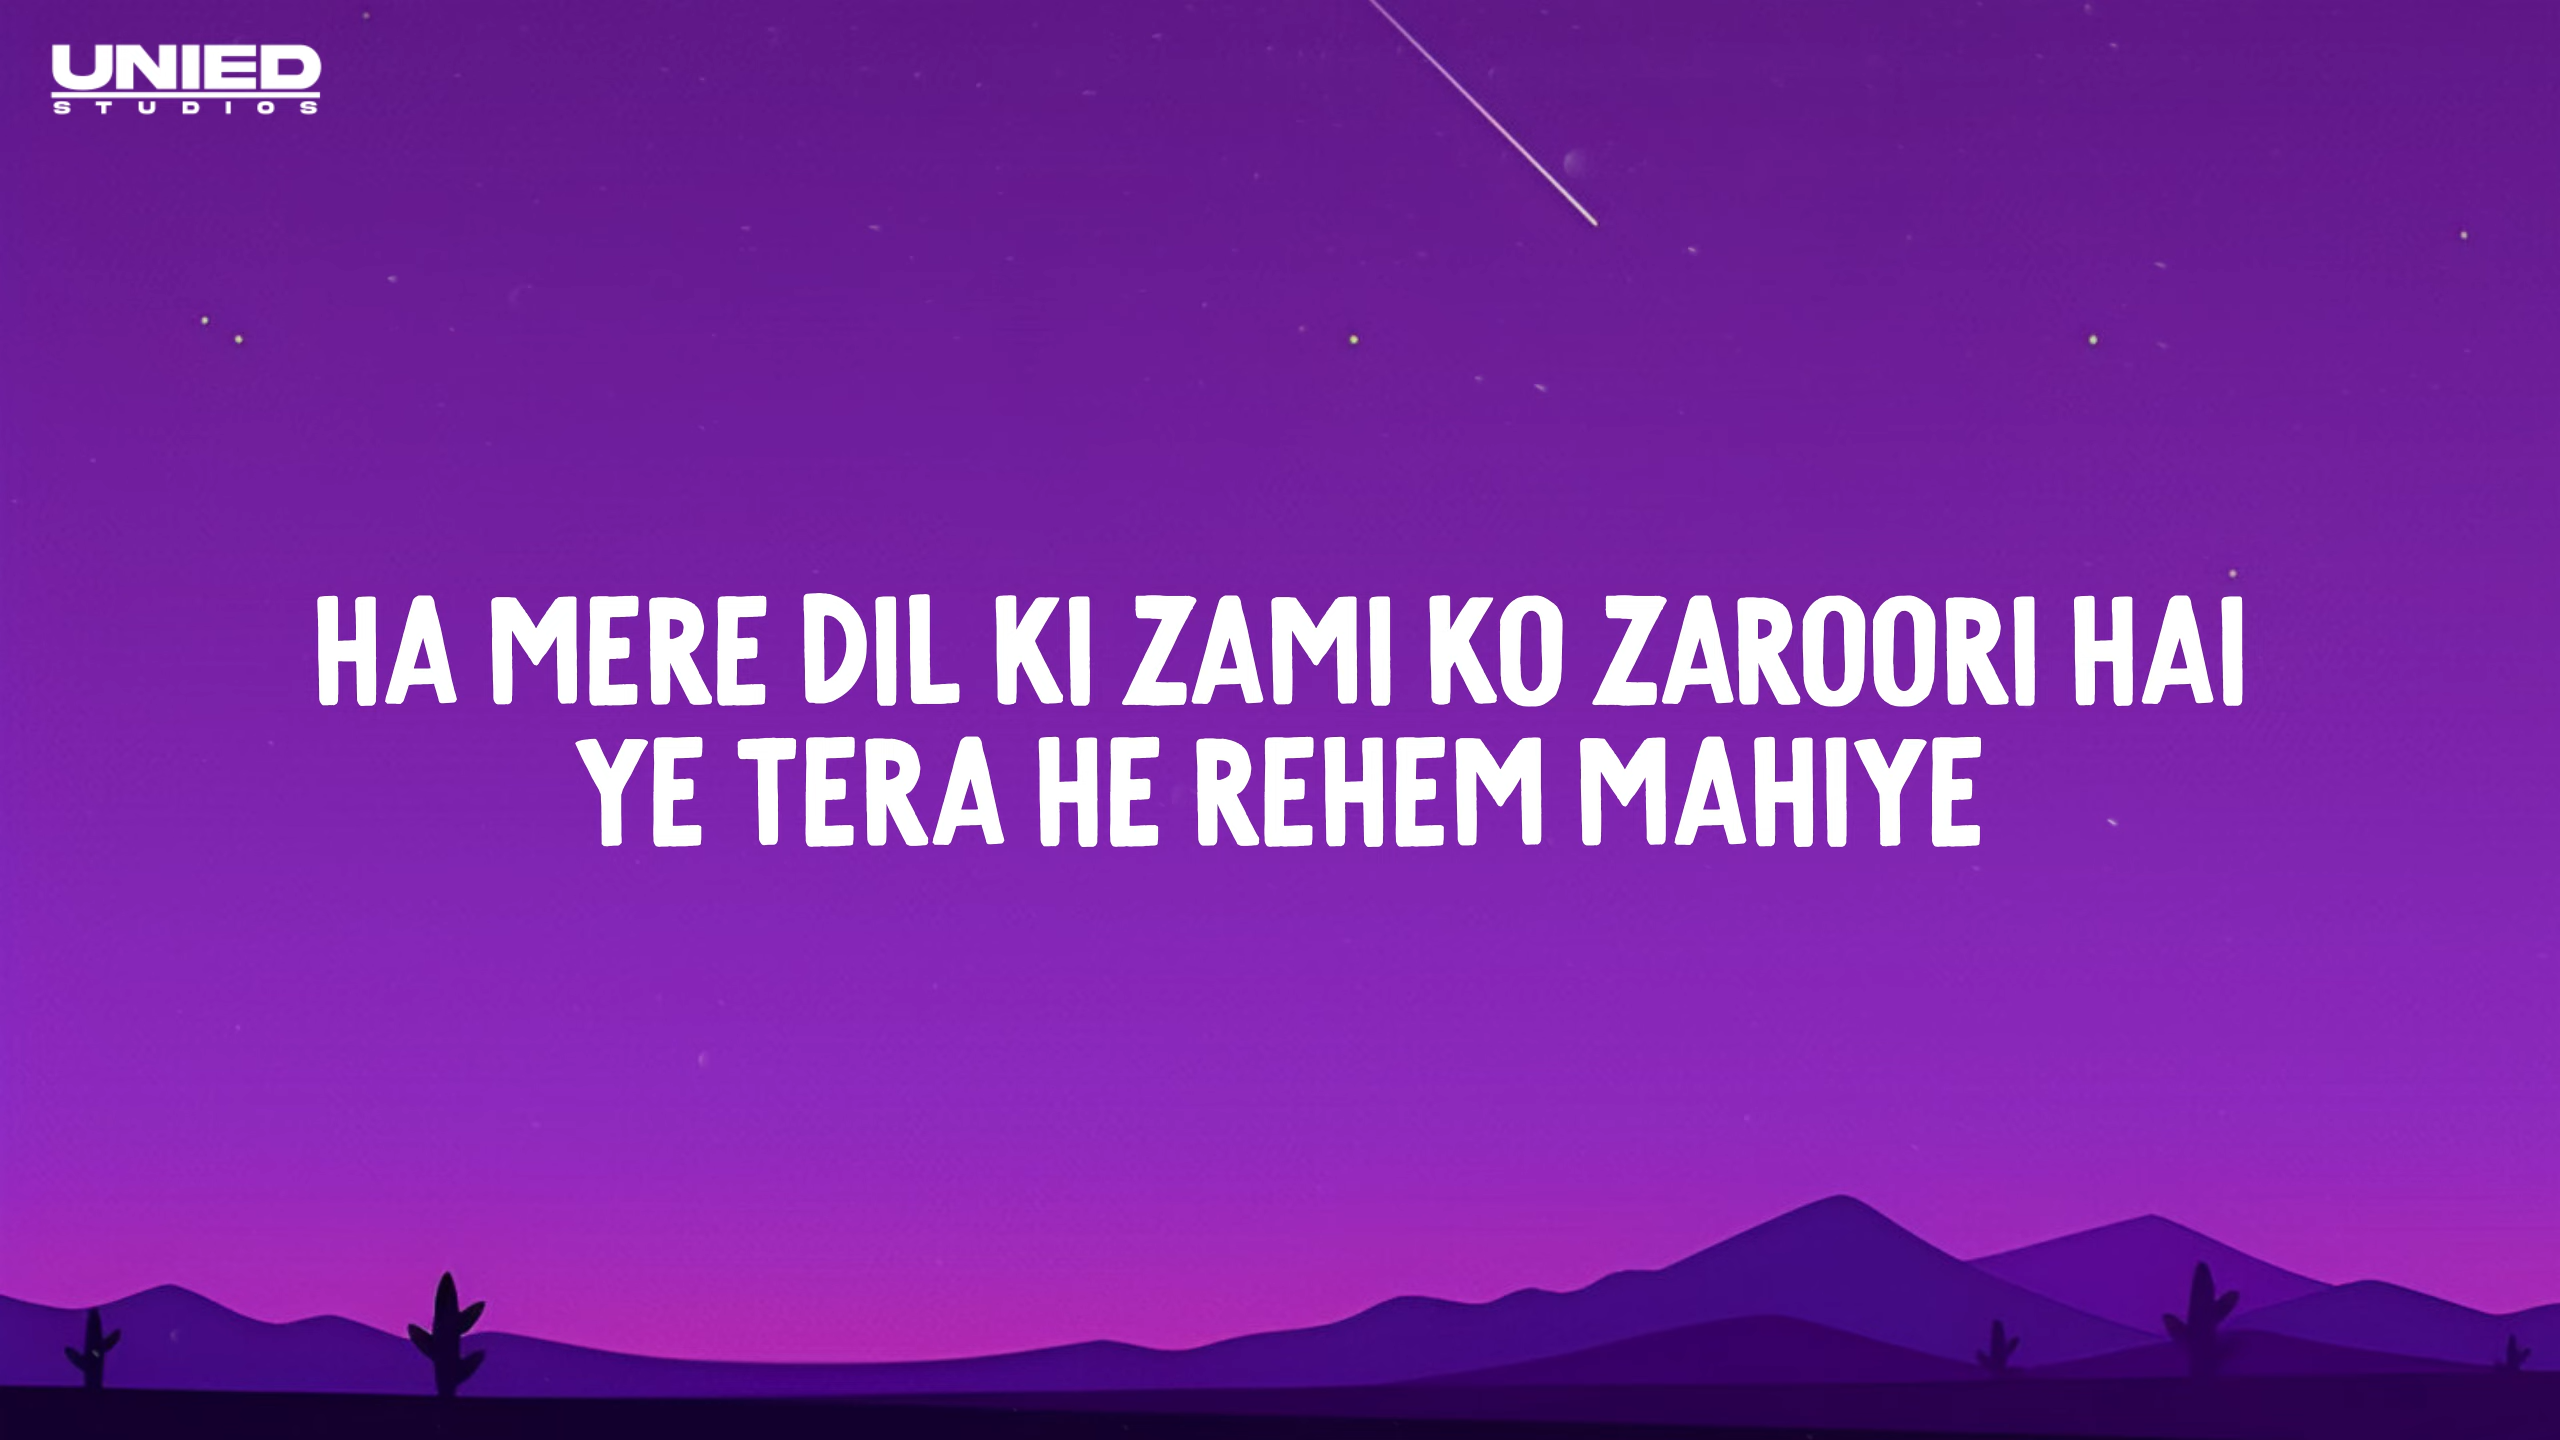 UNIED
STUDIOS
HA MERE DIL KI ZAMI KO ZAROORI HAI
YE TERA HE REHEM MAHIYE